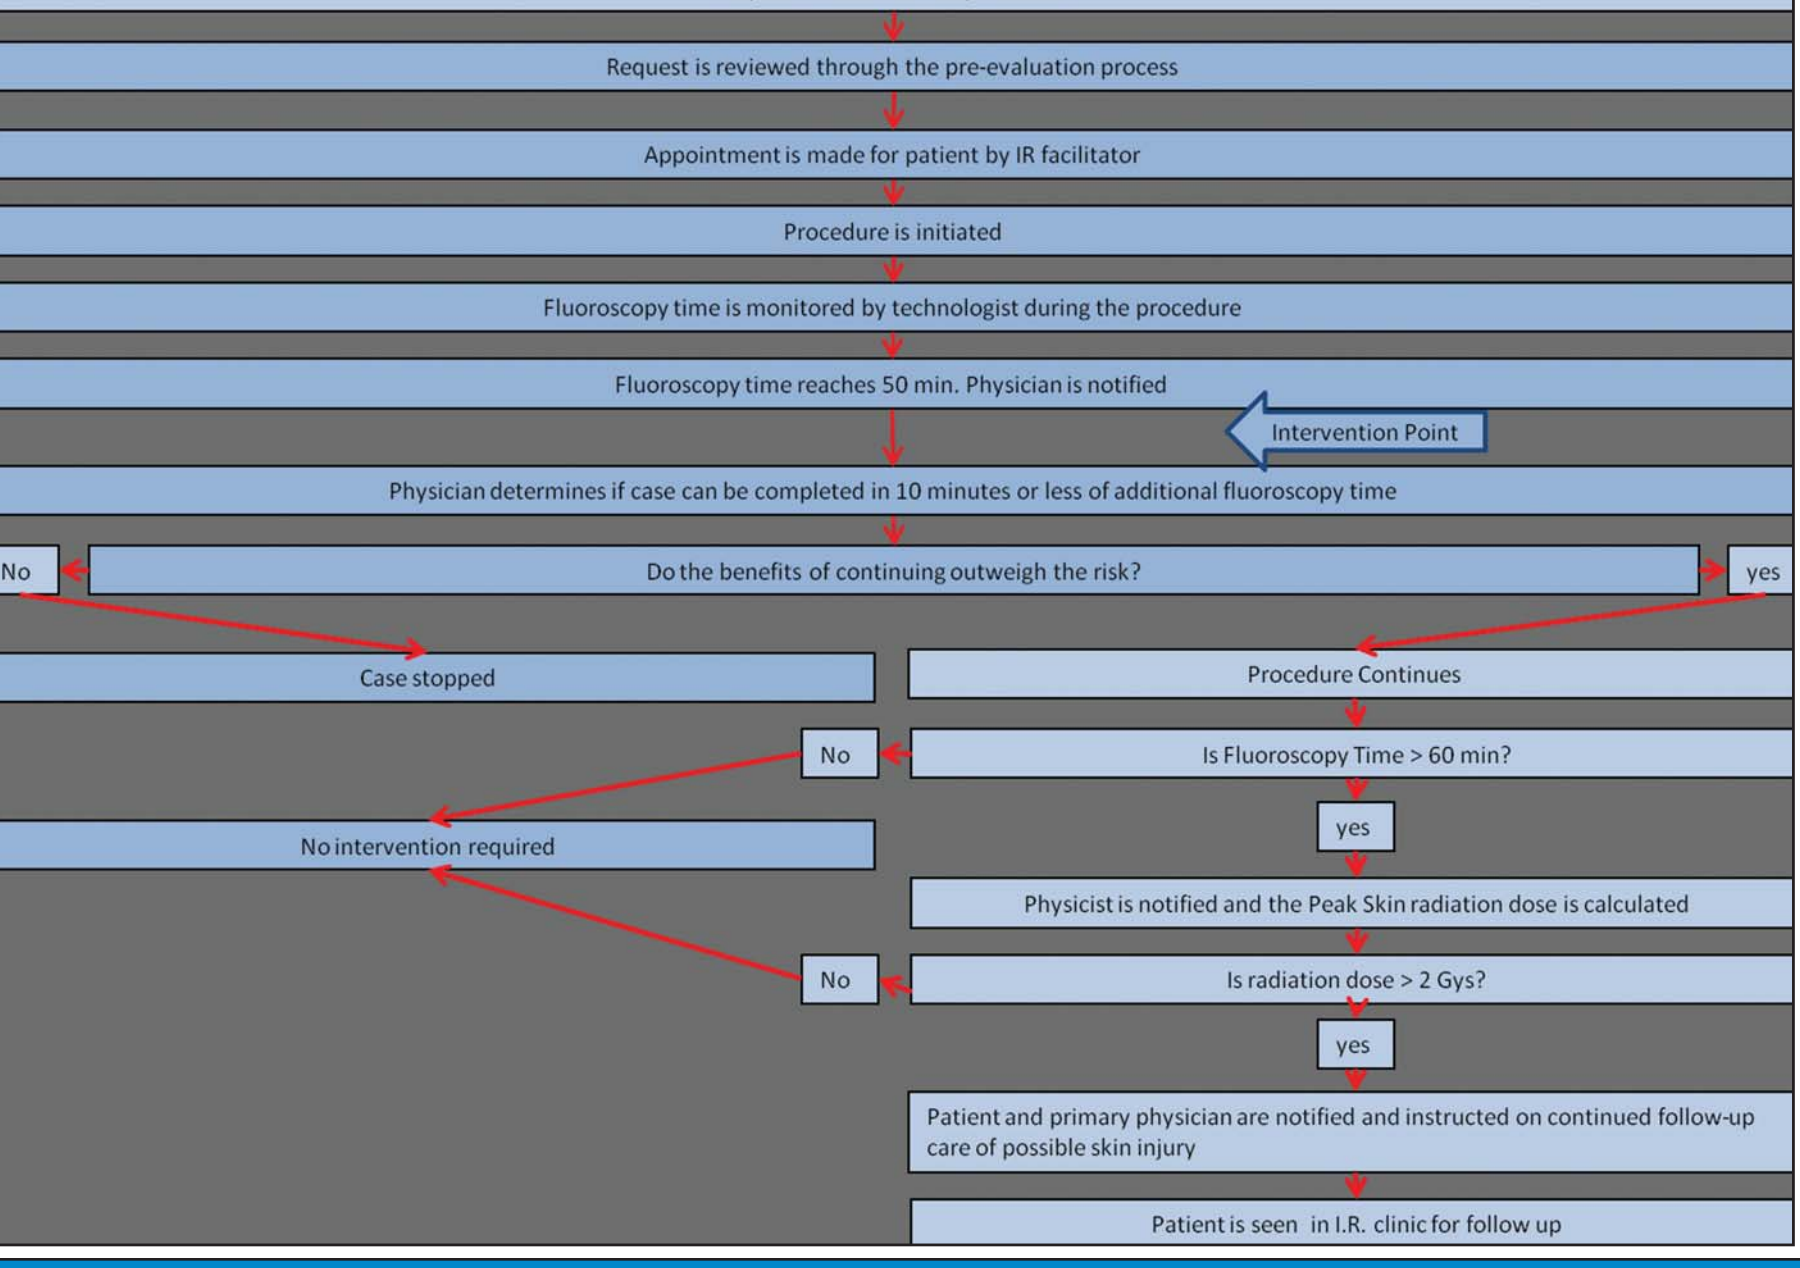 Request is reviewed through the pre-evaluation process
Appointment is made for patient by IR facilitator
Procedure is initiated
Fluoroscopy time is monitored by technologist during the procedure
Fluoroscopy time reaches 50 min. Physician is notified
Intervention Point
Physician determines if case can be completed in 10 minutes or less of additional fluoroscopy time
No
Do the benefits of continuing outweigh the risk?
yes
Case stopped
Procedure Continues
No
Is Fluoroscopy Time > 60 min?
yes
No intervention required
Physicist is notified and the Peak Skin radiation dose is calculated
No
Is radiation dose > 2 Gys?
yes
Patient and primary physician are notified and instructed on continued follow-up
care of possible skin injury
Patient is seen in I.R. clinic for follow up